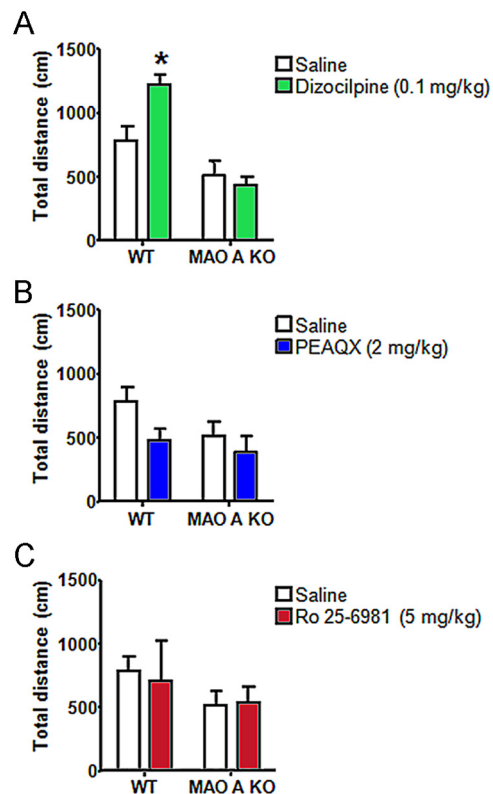 A
Total distance (cm)
1500
1000
500
0
*
WT
MAO A KO
Saline
Dizocilpine (0.1 mg/kg)
B
Total distance (cm)
1500
1000
500
0
WT
MAO A KO
Saline
PEAQX (2 mg/kg)
C
Total distance (cm)
1500
1000
500
0
WT
MAO A KO
Saline
Ro 25-6981 (5 mg/kg)